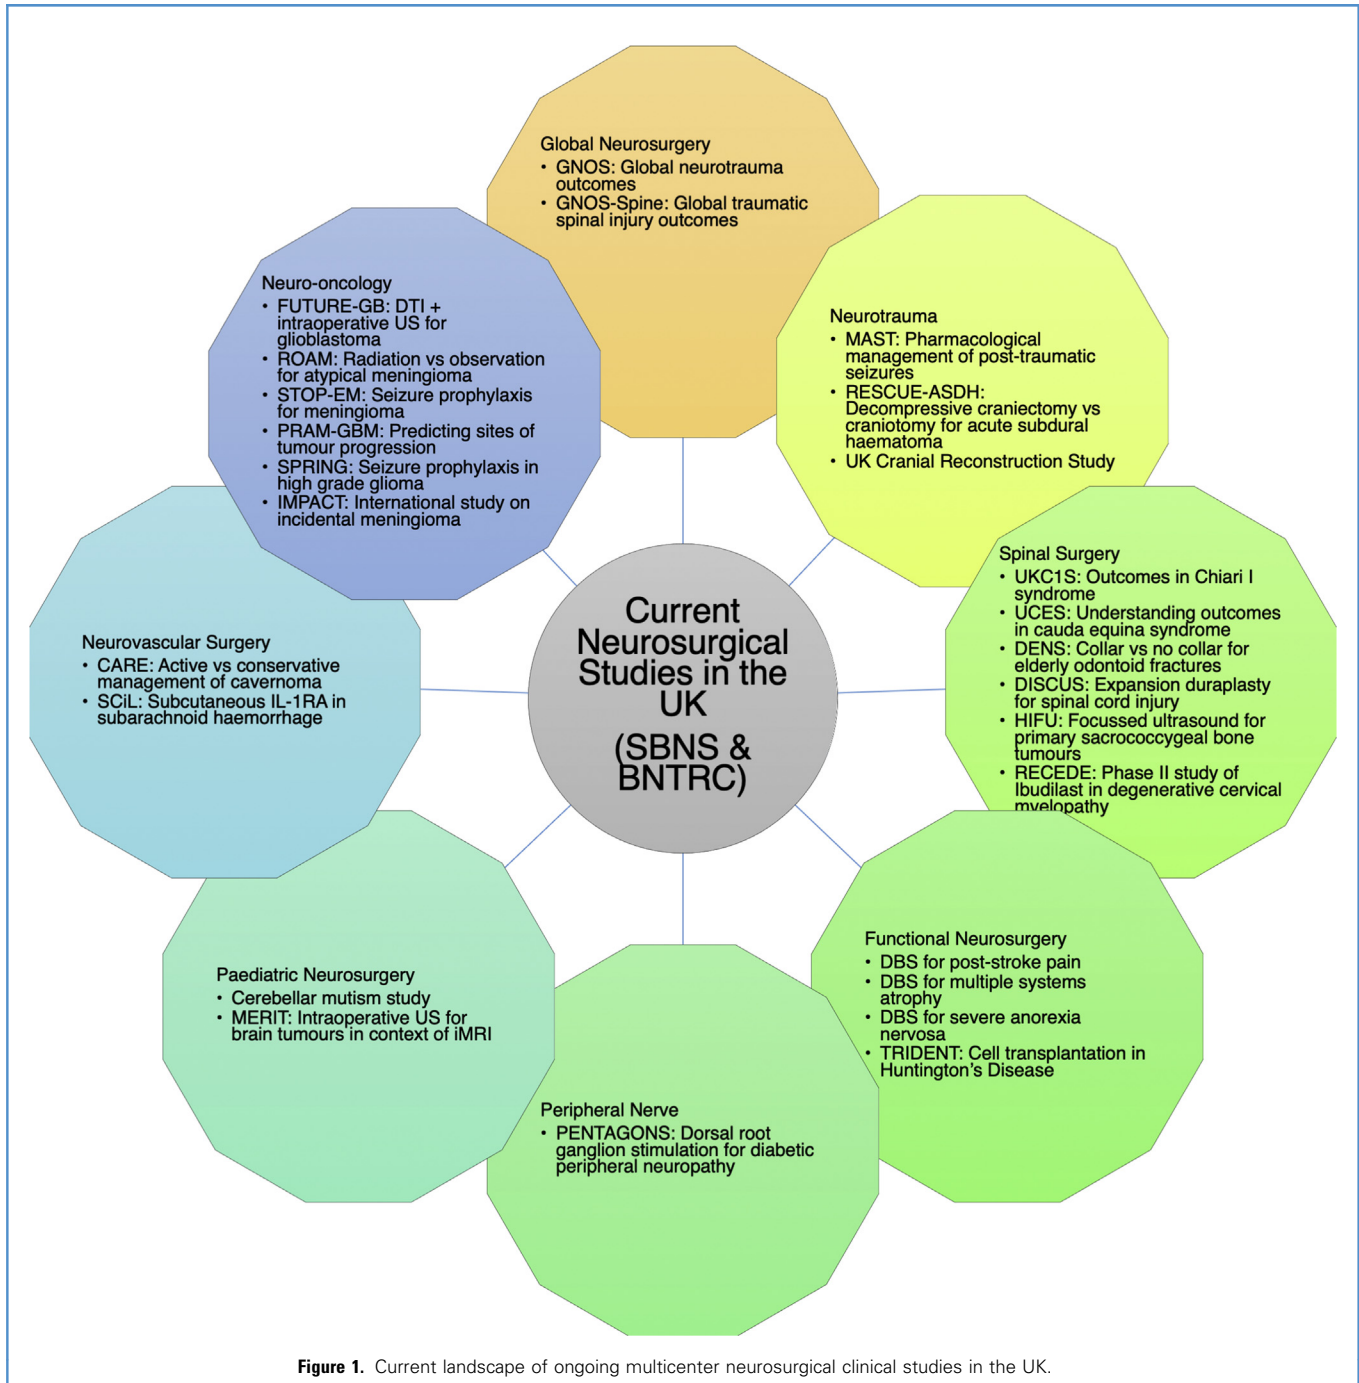 Global Neurosurgery
• GNOS: Global neurotrauma
outcomes
• GNOS-Spine: Global traumatic
spinal injury outcomes
Neurotrauma
• MAST: Pharmacological
management of post-traumatic
seizures
• RESCUE-ASDH:
Decompressive craniectomy vs
craniotomy for acute subdural
haematoma
• UK Cranial Reconstruction Study
Spinal Surgery
• UKC1S: Outcomes in Chiari I
syndrome
• UCES: Understanding outcomes
in cauda equina syndrome
• DENS: Collar vs no collar for
elderly odontoid fractures
• DISCUS: Expansion duraplasty
for spinal cord injury
• HIFU: Focussed ultrasound for
primary sacrococcygeal bone
tumours
• RECEDE: Phase II study of
Ibudilast in degenerative cervical
myelopathy
Functional Neurosurgery
• DBS for post-stroke pain
• DBS for multiple systems
atrophy
• DBS for severe anorexia
nervosa
• TRIDENT: Cell transplantation in
Huntington's Disease
Peripheral Nerve
• PENTAGONS: Dorsal root
ganglion stimulation for diabetic
peripheral neuropathy
Paediatric Neurosurgery
• Cerebellar mutism study
• MERIT: Intraoperative US for
brain tumours in context of iMRI
Neurovascular Surgery
• CARE: Active vs conservative
management of cavernoma
• SCiL: Subcutaneous IL-1RA in
subarachnoid haemorrhage
Neuro-oncology
• FUTURE-GB: DTI +
intraoperative US for
glioblastoma
• ROAM: Radiation vs observation
for atypical meningioma
• STOP-EM: Seizure prophylaxis
for meningioma
• PRAM-GBM: Predicting sites of
tumour progression
• SPRING: Seizure prophylaxis in
high grade glioma
• IMPACT: International study on
incidental meningioma
Current
Neurosurgical
Studies in the
UK
(SBNS &
BNTRC)
Figure 1. Current landscape of ongoing multicenter neurosurgical clinical studies in the UK.